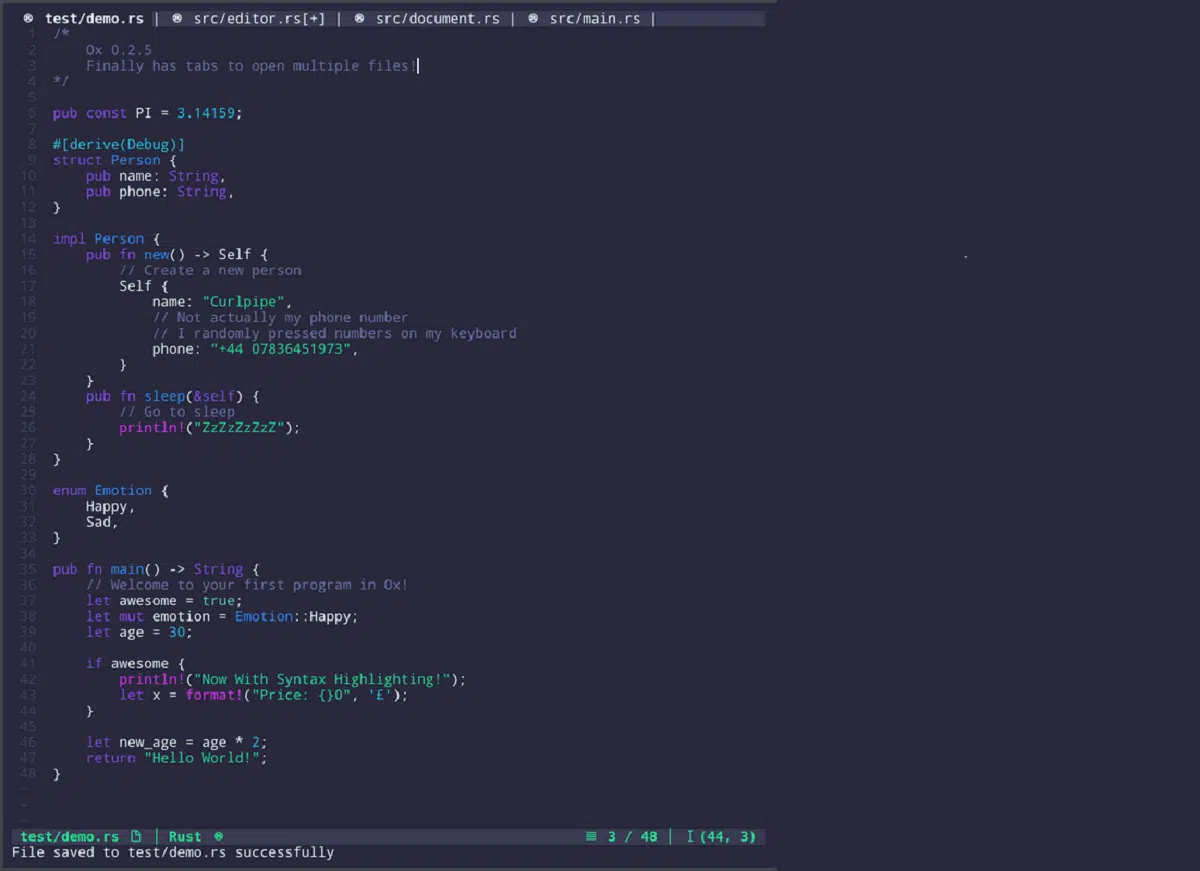 ® test/demo.rs | ® src/editor.rs[+] | ® src/document.rs | ® src/main.rs |
1 /*
2     Ox 0.2.5
3     Finally has tabs to open multiple files!
4 */
5
6 pub const PI = 3.14159;
7
8 #[derive(Debug)]
9 struct Person {
10     pub name: String,
11     pub phone: String,
12 }
13
14 impl Person {
15     pub fn new() -> Self {
16         // Create a new person
17         Self {
18             name: "Curlpipe",
19             // Not actually my phone number
20             // I randomly pressed numbers on my keyboard
21             phone: "+44 07836451973",
22         }
23     }
24     pub fn sleep(&self) {
25         // Go to sleep
26         println!("ZzZzZzZzZ");
27     }
28 }
29
30 enum Emotion {
31     Happy,
32     Sad,
33 }
34
35 pub fn main() -> String {
36     // Welcome to your first program in Ox!
37     let awesome = true;
38     let mut emotion = Emotion::Happy;
39     let age = 30;
40
41     if awesome {
42         println!("Now With Syntax Highlighting!");
43         let x = format!("Price: {}0", '£');
44     }
45
46     let new_age = age * 2;
47     return "Hello World!";
48 }
~
~
test/demo.rs │ Rust ® 3 / 48 │ (44, 3)
File saved to test/demo.rs successfully